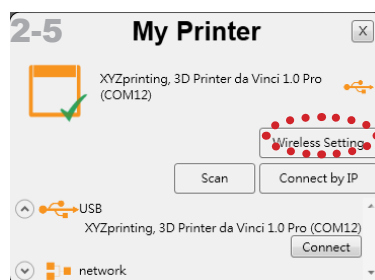 2-5
My Printer
X
XYZprinting, 3D Printer da Vinci 1.0 Pro
(COM12)
Wireless Setting
Scan
Connect by IP
USB
XYZprinting, 3D Printer da Vinci 1.0 Pro (COM12)
Connect
network